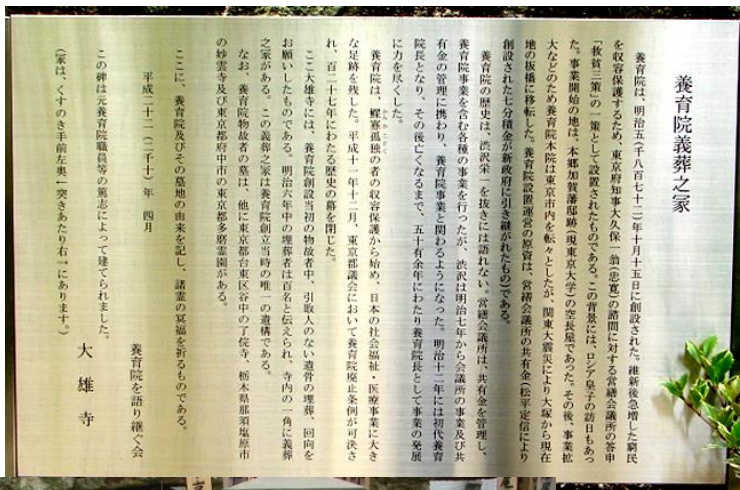 養育院義葬之冢
養育院は、明治五(千八百七十二)年十月十五に創設された。維新後急増した窮民
を収容保護するため、東京府知事大久保一翁(忠寛)の諮問に対する営繕会議所の答申
「救貧三策」の一策として設置されたものである。この背景には、ロシア皇子の訪日もあっ
た。事業開始の地は、本郷加賀藩邸跡(現東京大学)の空長屋であった。その後、事業拡
大などのため養育院本院は東京市内を転々としたが、関東大震災により大塚から現在
地の板橋に移転した。養育院設置運営の原資は、営繕会議所の共有金(松平定信により
創設された七分積金が新政府に引き継がれたもの)である。
養育院の歴史は、渋沢栄一を抜きには語れない。営繕会議所は、共有金を管理し、
養育院事業を含む各種の事業を行ったが、渋沢は明治七年から会議所の事業及び共
有金の管理に携わり、養育院事業と関わるようになった。明治十二年には初代養育
院長となり、その後亡くなるまで、五十有余年にわたり養育院長として事業の発展
に力を尽くした。
養育院は、鰥寡孤独の者の収容保護から始め、日本の社会福祉・医療事業に大き
な足跡を残した。平成十一年十二月、東京都議会において養育院廃止条例が可決さ
れ、百二十七年にわたる歴史の幕を閉じた。
ここ大雄寺には、養育院創設当初の物故者中、引取人のない遺骨の埋葬、回向を
お願いしたものである。明治六年中の埋葬者は百名と伝えられ、寺内の一角に義葬
之冢がある。この義葬之冢は養育院創立当時の唯一の遺構である。
なお、養育院物故者の墓は、他に東京都台東区谷中の了俒寺、栃木県那須塩原市
の妙雲寺及び東京都府中市の東京都多磨霊園がある。
ここに、養育院及びその墓地の由来を記し、諸霊の冥福を祈るものである。
平成二十二(二千十)年 四月
養育院を語り継ぐ会
この碑は元養育院職員等の篤志によって建てられました。
大雄寺
(冢は、くすのき手前左奥↑突きあたり右→にあります。)